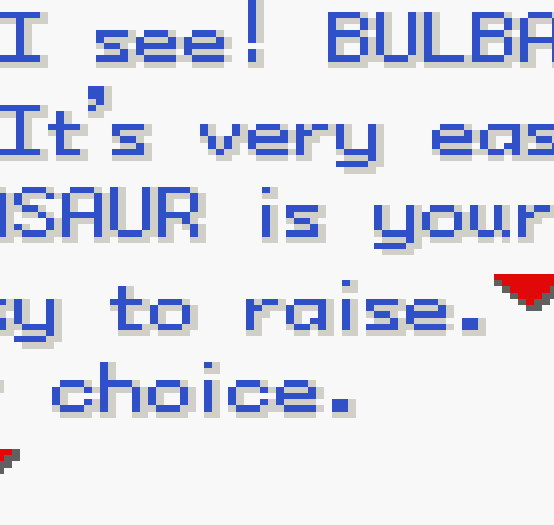 I see! BULBA
It's very eas
SAUR is your
y to raise.
choice.